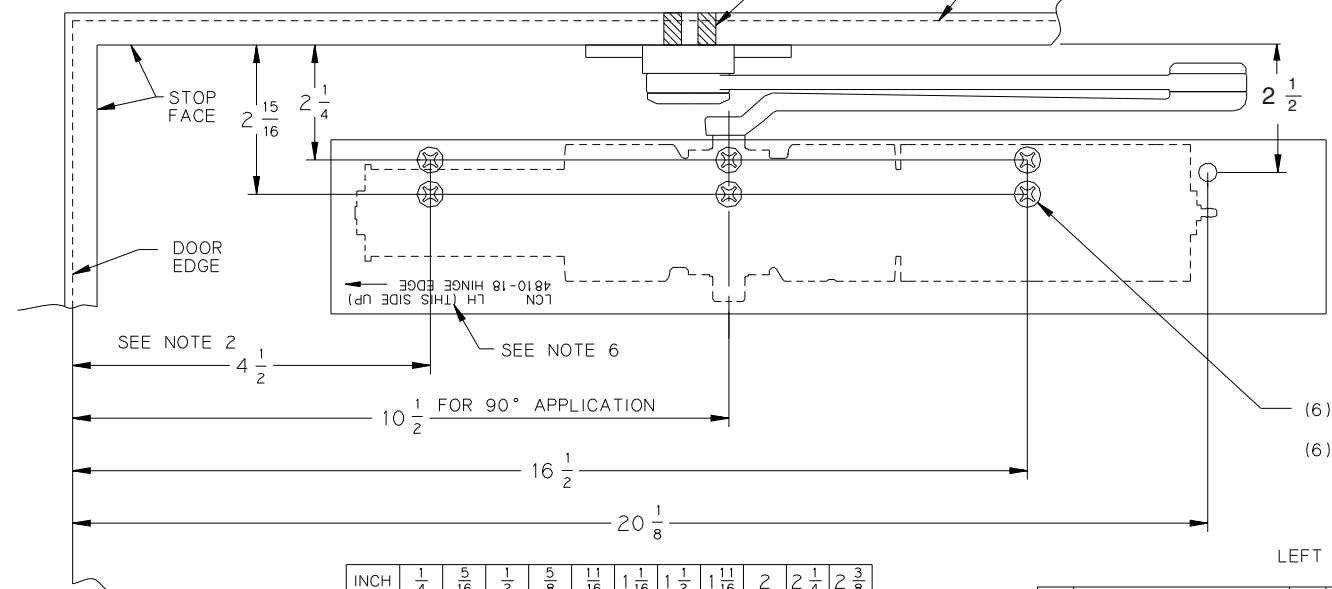 STOP
FACE
2 15/16
2 1/4
2 1/2
DOOR
EDGE
4810-18 HINGE EDGE
LCN LH (THIS SIDE UP)
SEE NOTE 2
SEE NOTE 6
4 1/2
10 1/2 FOR 90° APPLICATION
(6)
(6)
16 1/2
20 1/8
LEFT
INCH 1/4 5/16 1/2 5/8 11/16 1 1/16 1 1/2 1 11/16 2 2 1/4 2 3/8